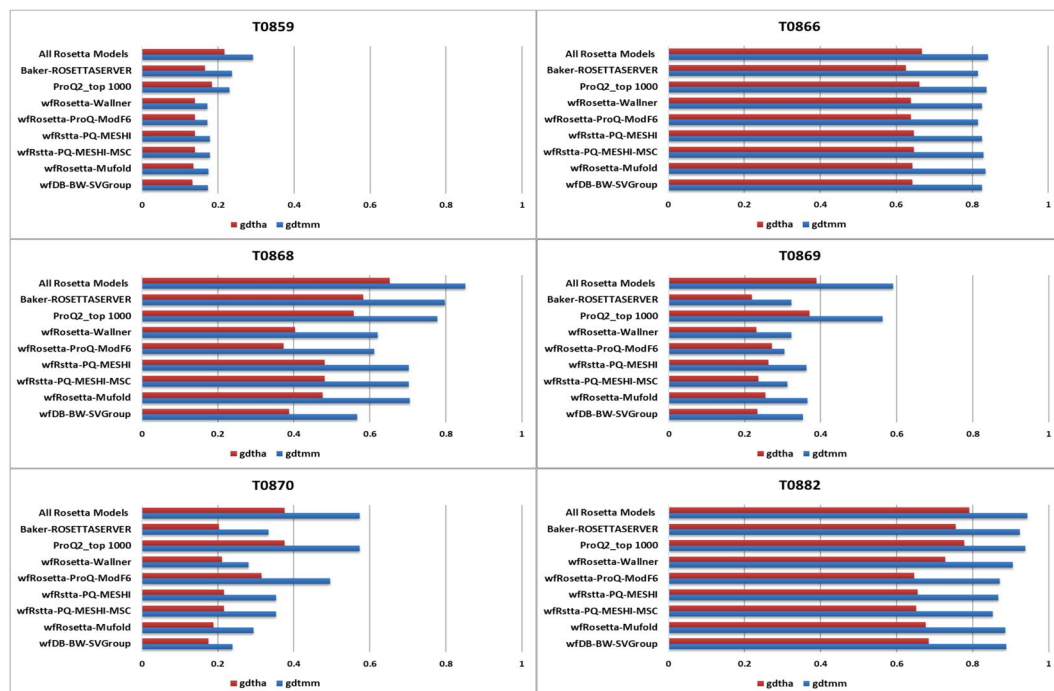 T0859
All Rosetta Models
Baker-ROSETTASERVER
ProQ2_top 1000
wfRosetta-Wallner
wfRosetta-ProQ-ModF6
wfRstta-PQ-MESHI
wfRstta-PQ-MESHI-MSC
wfRosetta-Mufold
wfDB-BW-SVGroup
0 0.2 0.4 0.6 0.8 1
gdtha gdtmm
T0866
All Rosetta Models
Baker-ROSETTASERVER
ProQ2_top 1000
wfRosetta-Wallner
wfRosetta-ProQ-ModF6
wfRstta-PQ-MESHI
wfRstta-PQ-MESHI-MSC
wfRosetta-Mufold
wfDB-BW-SVGroup
0 0.2 0.4 0.6 0.8 1
gdtha gdtmm
T0868
All Rosetta Models
Baker-ROSETTASERVER
ProQ2_top 1000
wfRosetta-Wallner
wfRosetta-ProQ-ModF6
wfRstta-PQ-MESHI
wfRstta-PQ-MESHI-MSC
wfRosetta-Mufold
wfDB-BW-SVGroup
0 0.2 0.4 0.6 0.8 1
gdtha gdtmm
T0869
All Rosetta Models
Baker-ROSETTASERVER
ProQ2_top 1000
wfRosetta-Wallner
wfRosetta-ProQ-ModF6
wfRstta-PQ-MESHI
wfRstta-PQ-MESHI-MSC
wfRosetta-Mufold
wfDB-BW-SVGroup
0 0.2 0.4 0.6 0.8 1
gdtha gdtmm
T0870
All Rosetta Models
Baker-ROSETTASERVER
ProQ2_top 1000
wfRosetta-Wallner
wfRosetta-ProQ-ModF6
wfRstta-PQ-MESHI
wfRstta-PQ-MESHI-MSC
wfRosetta-Mufold
wfDB-BW-SVGroup
0 0.2 0.4 0.6 0.8 1
gdtha gdtmm
T0882
All Rosetta Models
Baker-ROSETTASERVER
ProQ2_top 1000
wfRosetta-Wallner
wfRosetta-ProQ-ModF6
wfRstta-PQ-MESHI
wfRstta-PQ-MESHI-MSC
wfRosetta-Mufold
wfDB-BW-SVGroup
0 0.2 0.4 0.6 0.8 1
gdtha gdtmm